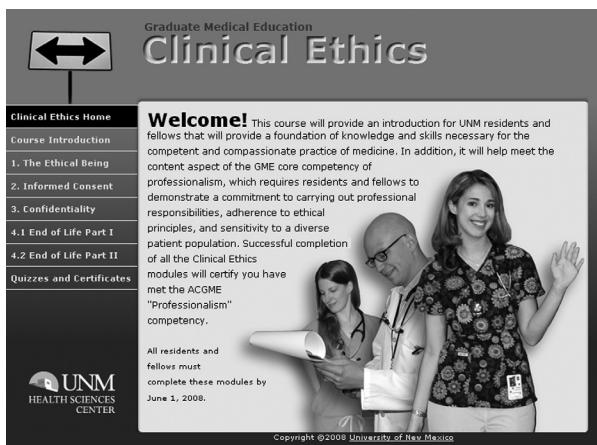 Graduate Medical Education
Clinical Ethics
Clinical Ethics Home
Course Introduction
1. The Ethical Being
2. Informed Consent
3. Confidentiality
4.1 End of Life Part I
4.2 End of Life Part II
Quizzes and Certificates
Welcome! This course will provide an introduction for UNM residents and
fellows that will provide a foundation of knowledge and skills necessary for the
competent and compassionate practice of medicine. In addition, it will help meet the
content aspect of the GME core competency of
professionalism, which requires residents and fellows to
demonstrate a commitment to carrying out professional
responsibilities, adherence to ethical
principles, and sensitivity to a diverse
patient population. Successful completion
of all the Clinical Ethics
modules will certify you have
met the ACGME
"Professionalism"
competency.
All residents and
fellows must
complete these modules by
June 1, 2008.
UNM
HEALTH SCIENCES
CENTER
Copyright @2008 University of New Mexico